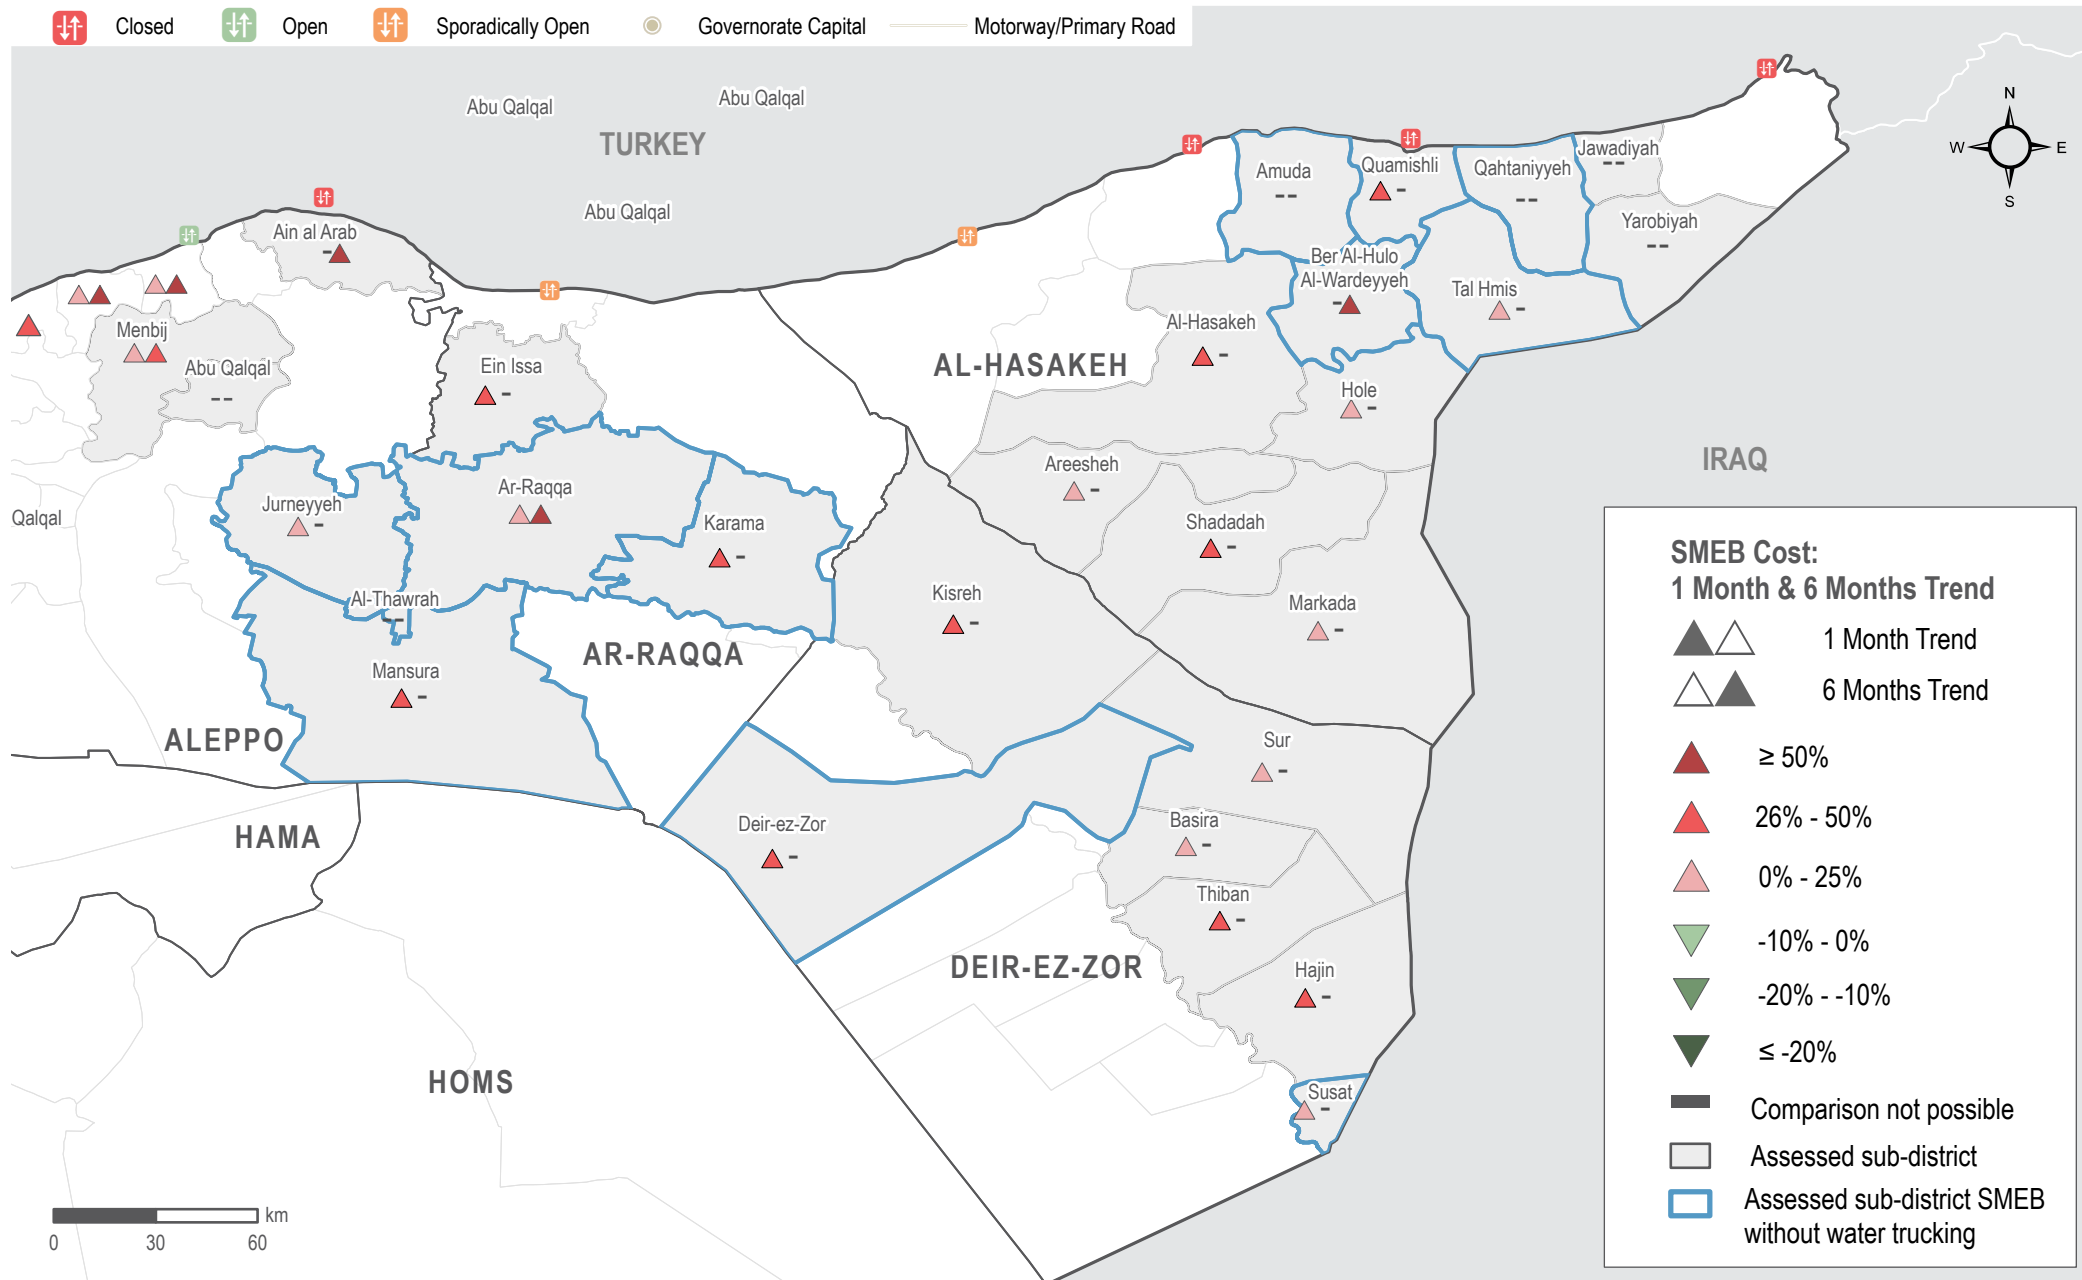 Closed
Open
Sporadically Open
Governorate Capital
Motorway/Primary Road
Abu Qalqal
Abu Qalqal
TURKEY
Abu Qalqal
N
W
E
S
Jawadiyah
--
Amuda
--
Quamishli
-
Qahtaniyyeh
--
Yarobiyah
--
Ain al Arab
-
Ber Al-Hulo
Al-Wardeyyeh
-
Tal Hmis
-
Menbij
Abu Qalqal
--
Ein Issa
-
Al-Hasakeh
-
AL-HASAKEH
Hole
-
IRAQ
Areesheh
-
Jurneyyeh
-
Ar-Raqqa
Karama
-
Qalqal
Shadadah
-
Al-Thawrah
--
Kisreh
-
Markada
-
AR-RAQQA
Mansura
-
ALEPPO
Sur
-
HAMA
Deir-ez-Zor
-
Basira
-
Thiban
-
DEIR-EZ-ZOR
Hajin
-
HOMS
Susat
-
km
0
30
60
SMEB Cost:
1 Month & 6 Months Trend
1 Month Trend
6 Months Trend
≥ 50%
26% - 50%
0% - 25%
-10% - 0%
-20% - -10%
≤ -20%
Comparison not possible
Assessed sub-district
Assessed sub-district SMEB
without water trucking